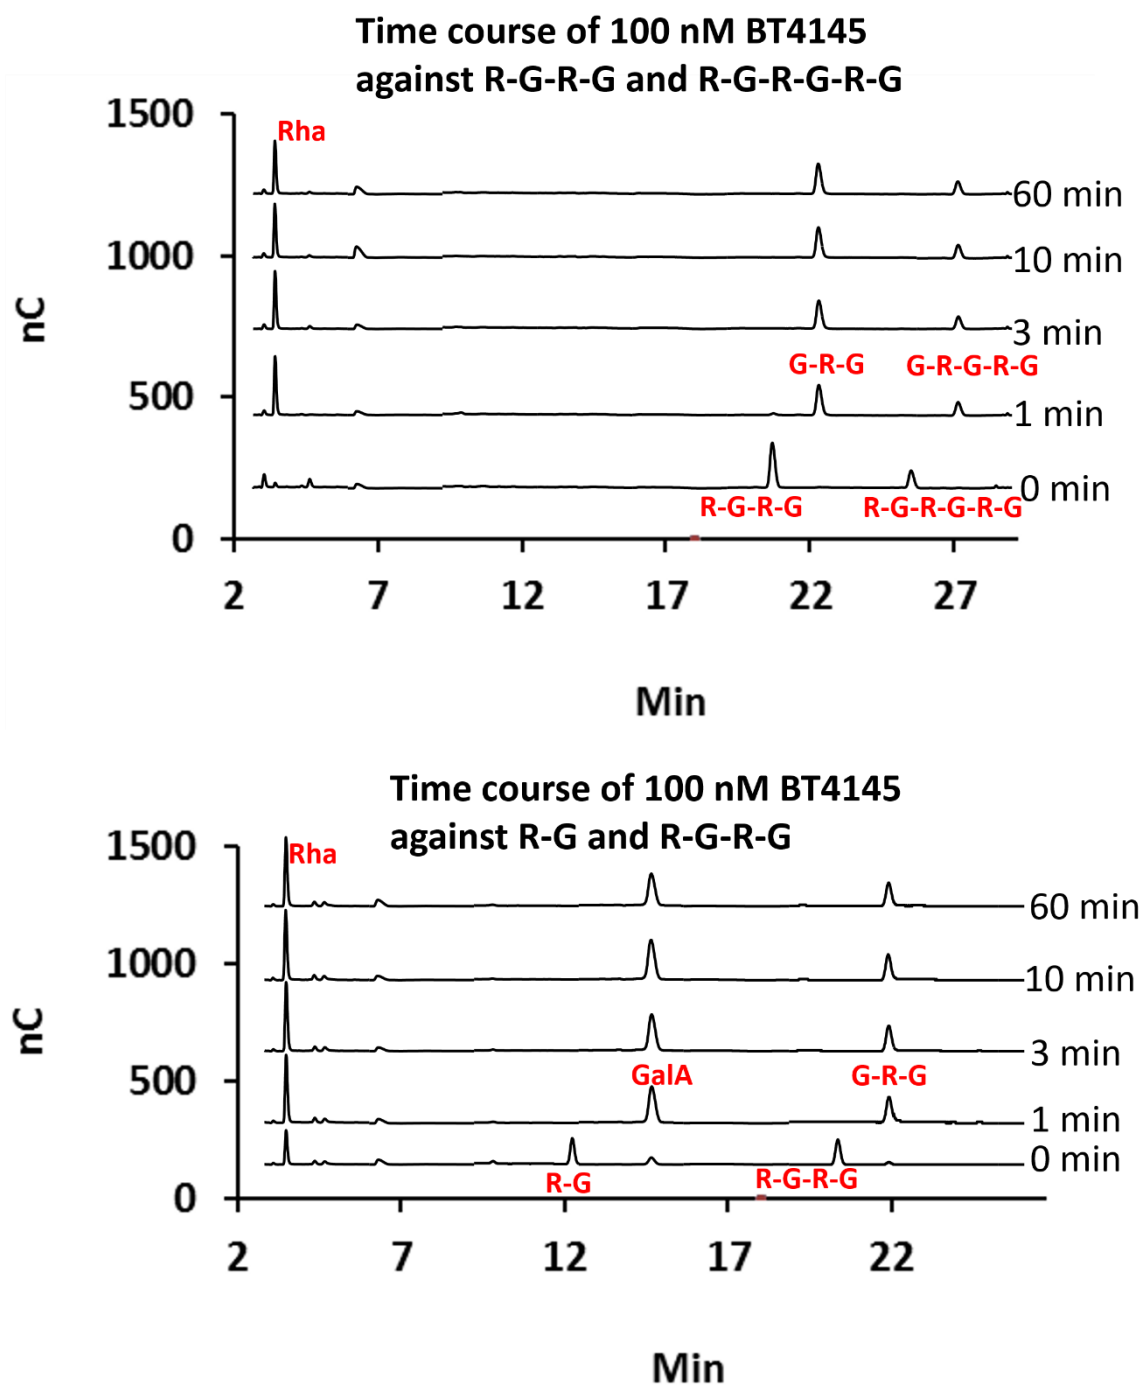 Time course of 100 nM BT4145
against R-G-R-G and R-G-R-G-R-G
1500
Rha
60 min
1000
10 min
nC
3 min
G-R-G
G-R-G-R-G
500
1 min
0 min
R-G-R-G
R-G-R-G-R-G
0
2
7
12
17
22
27
Min
Time course of 100 nM BT4145
against R-G and R-G-R-G
1500
Rha
60 min
1000
10 min
nC
3 min
500
GalA
G-R-G
1 min
0 min
R-G
R-G-R-G
0
2
7
12
17
22
Min